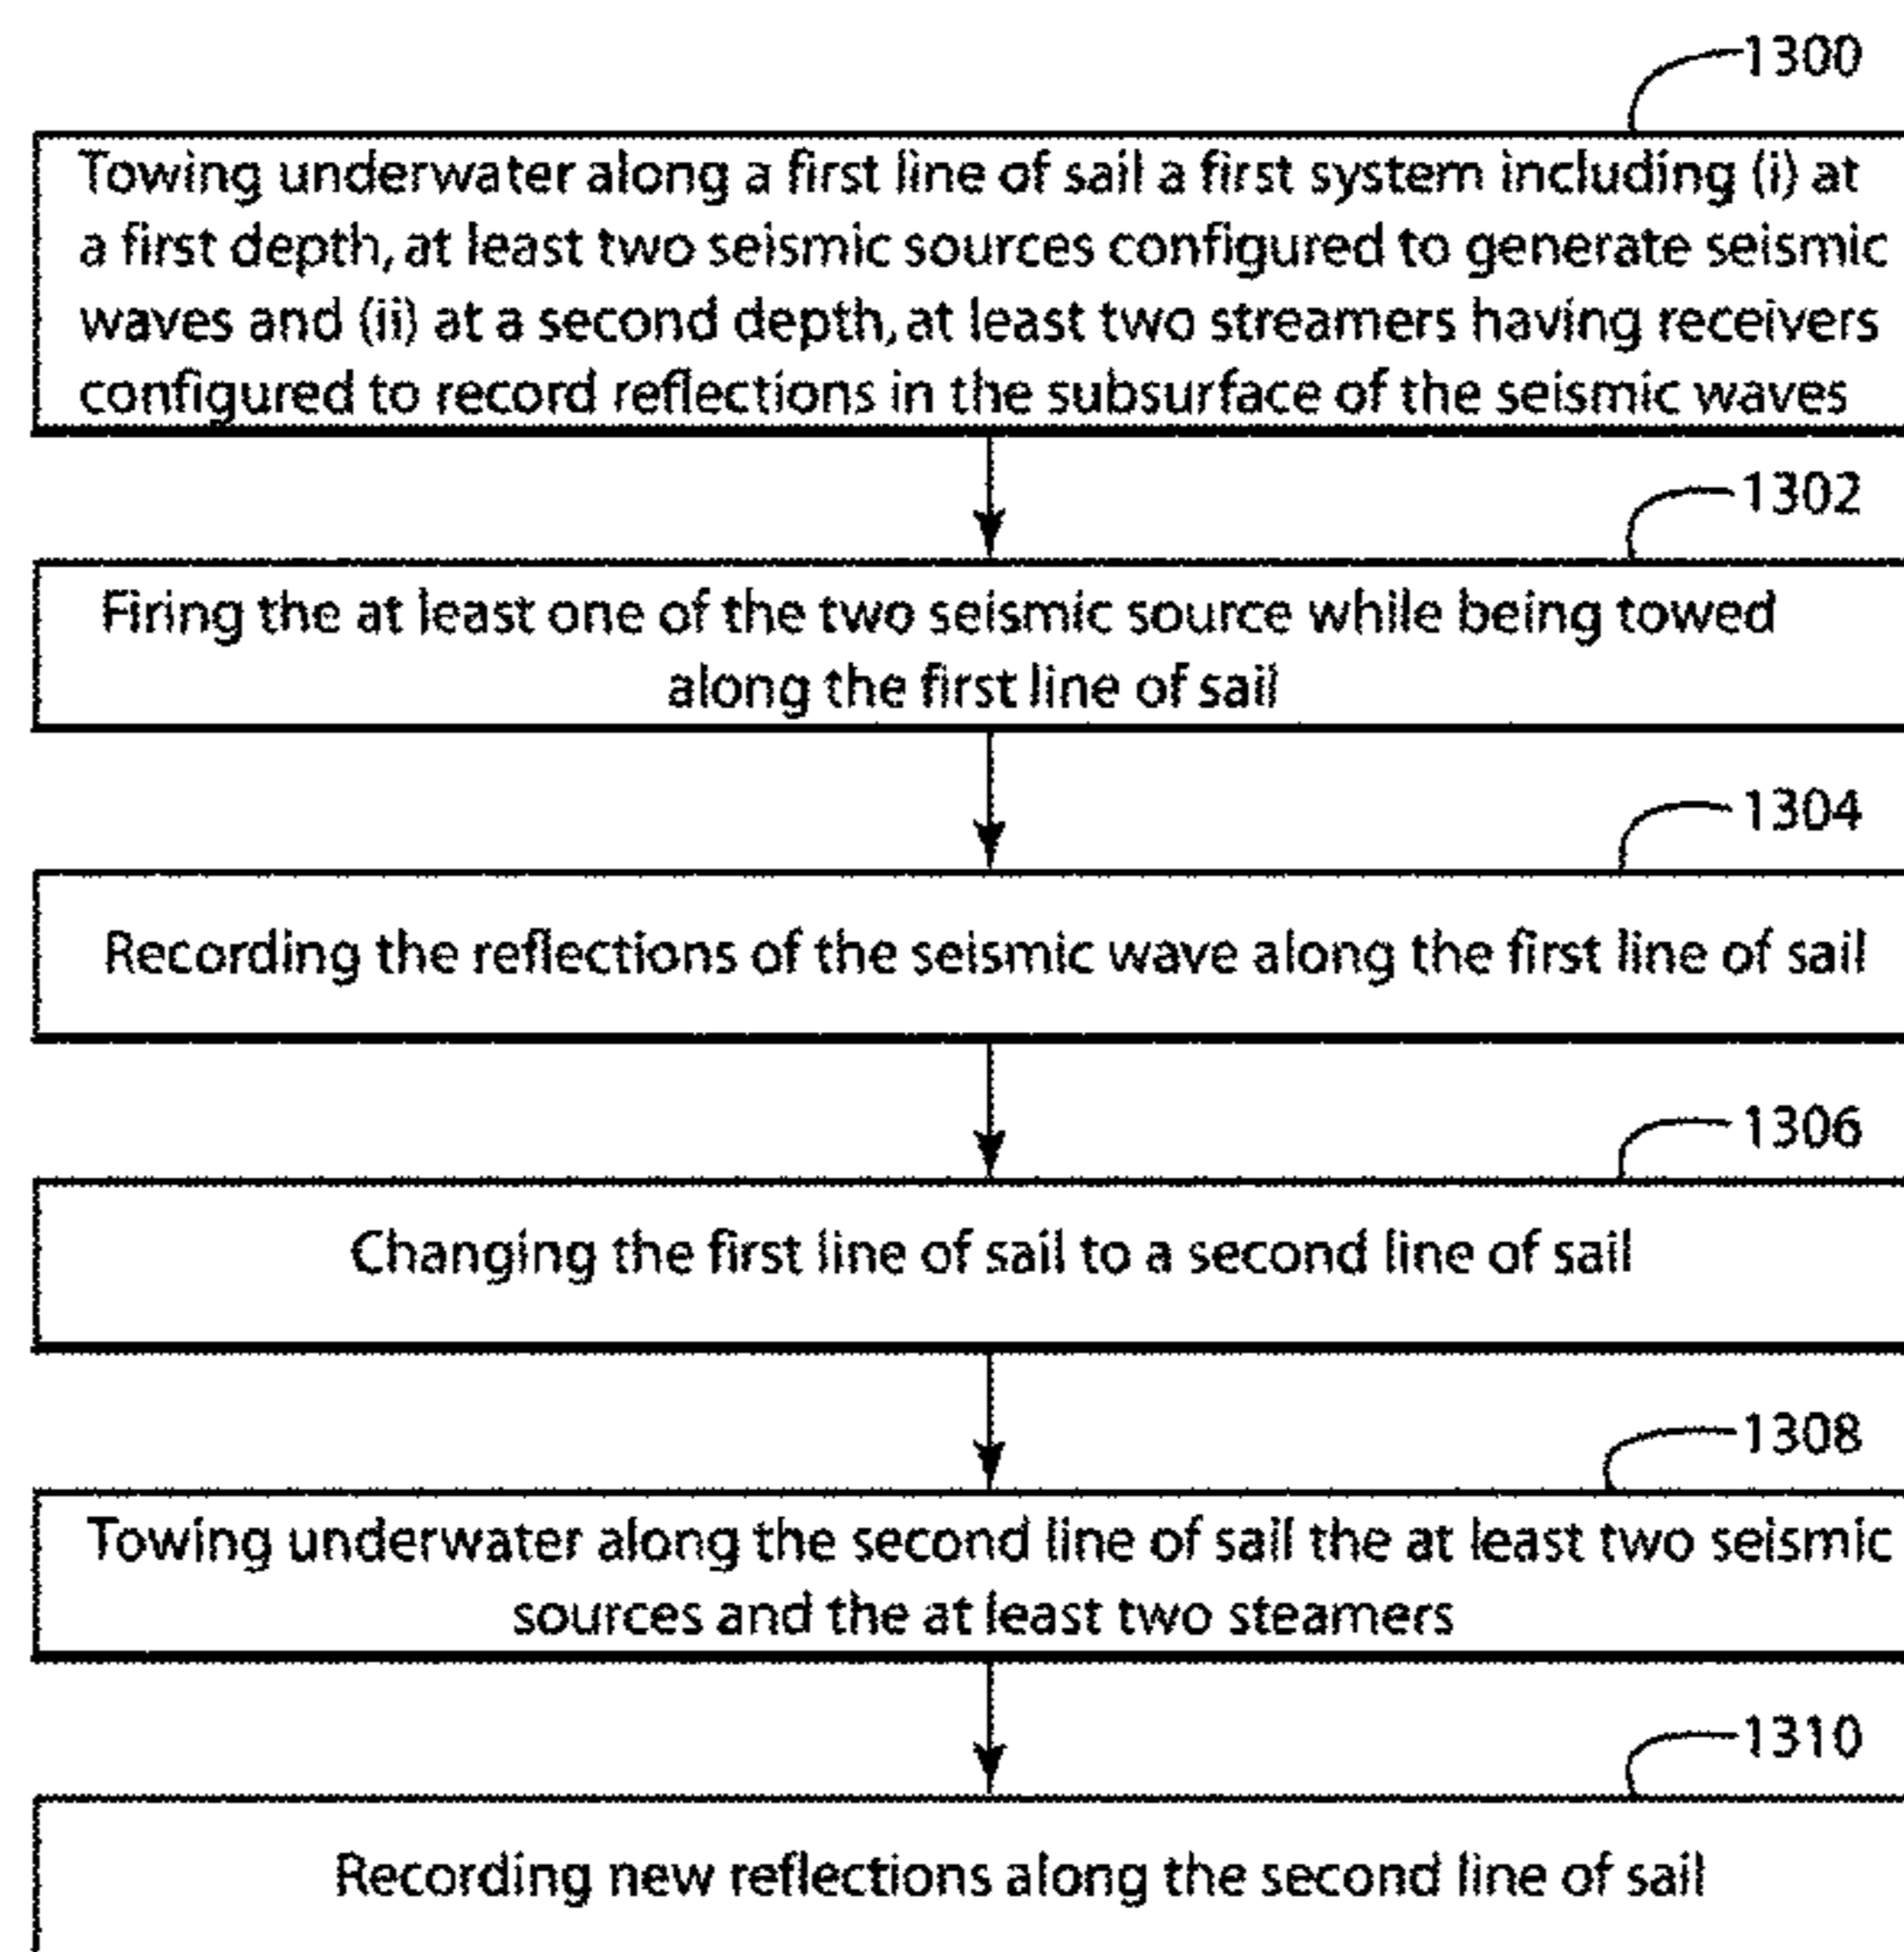 1300
Towing underwater along a first line of sail a first system including (i) at
a first depth, at least two seismic sources configured to generate seismic
waves and (ii) at a second depth, at least two streamers having receivers
configured to record reflections in the subsurface of the seismic waves
1302
Firing the at least one of the two seismic source while being towed
along the first line of sail
1304
Recording the reflections of the seismic wave along the first line of sail
1306
Changing the first line of sail to a second line of sail
1308
Towing underwater along the second line of sail the at least two seismic
sources and the at least two steamers
1310
Recording new reflections along the second line of sail